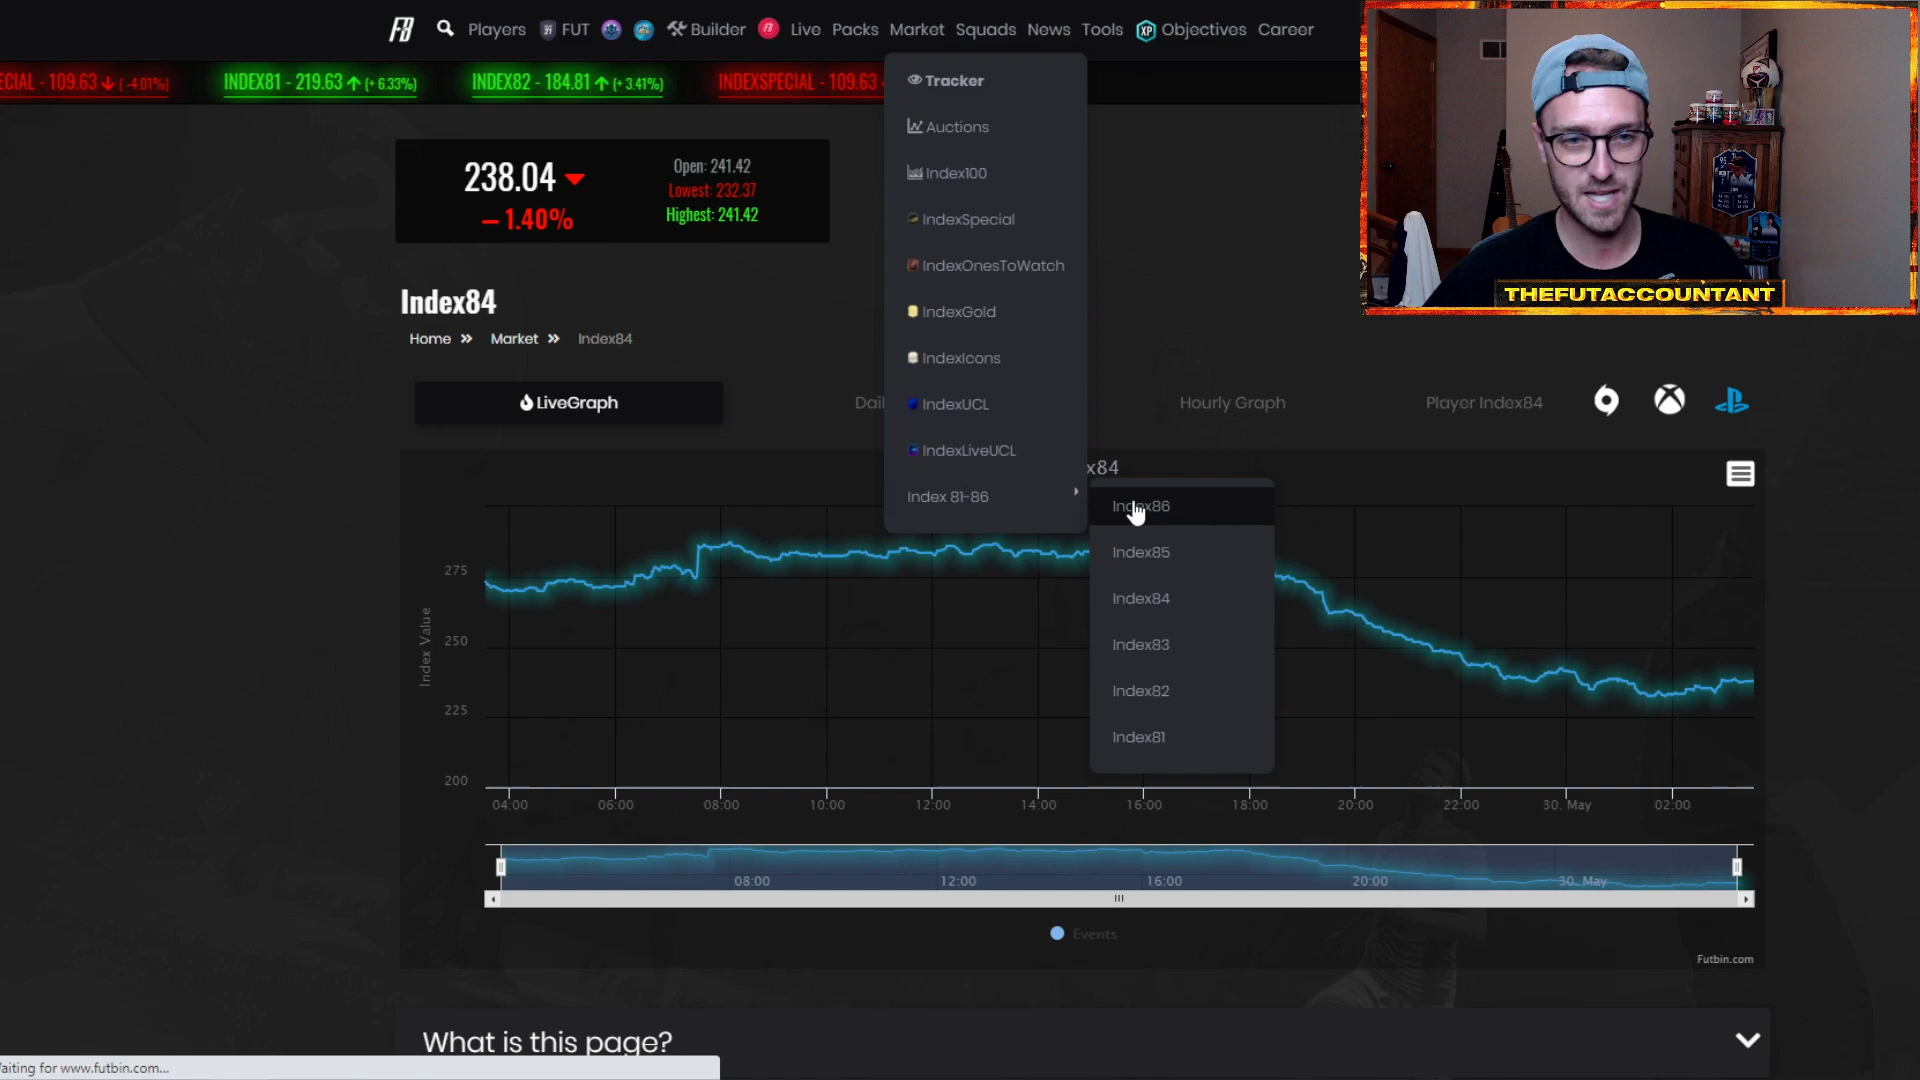 Players FUT Builder Live Packs Market Squads News Tools XP Objectives Career
ECIAL - 109.63 ( -4.01%) INDEX81 - 219.63 (+ 6.33%) INDEX82 - 184.81 (+ 3.41%) INDEXSPECIAL - 109.63
238.04
– 1.40%
Open: 241.42
Lowest: 232.37
Highest: 241.42
Index84
Home » Market » Index84
Tracker
Auctions
Index100
IndexSpecial
IndexOnesToWatch
IndexGold
IndexIcons
IndexUCL
IndexLiveUCL
Index 81-86
Index86
Index85
Index84
Index83
Index82
Index81
THEFUTACCOUNTANT
LiveGraph Dail Hourly Graph Player Index84
x84
Index Value
275
250
225
200
04:00 06:00 08:00 10:00 12:00 14:00 16:00 18:00 20:00 22:00 30. May 02:00
08:00 12:00 16:00 20:00 30. May
Events
Futbin.com
What is this page?
aiting for www.futbin.com...